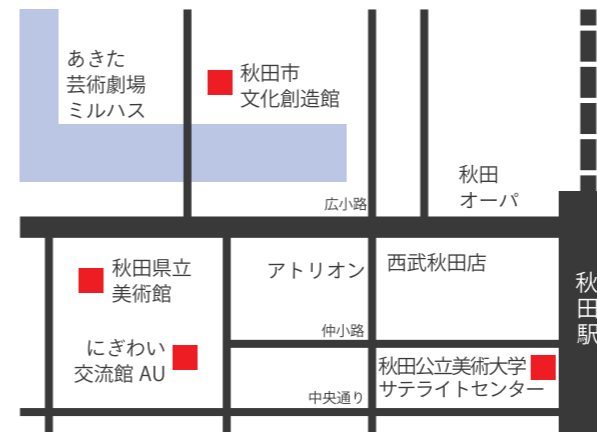 あきた
芸術劇場
ミルハス
秋田市
文化創造館
秋田
オーパ
広小路
秋田県立
美術館
アトリオン
西武秋田店
秋田駅
仲小路
にぎわい
交流館 AU
秋田公立美術大学
サテライトセンター
中央通り